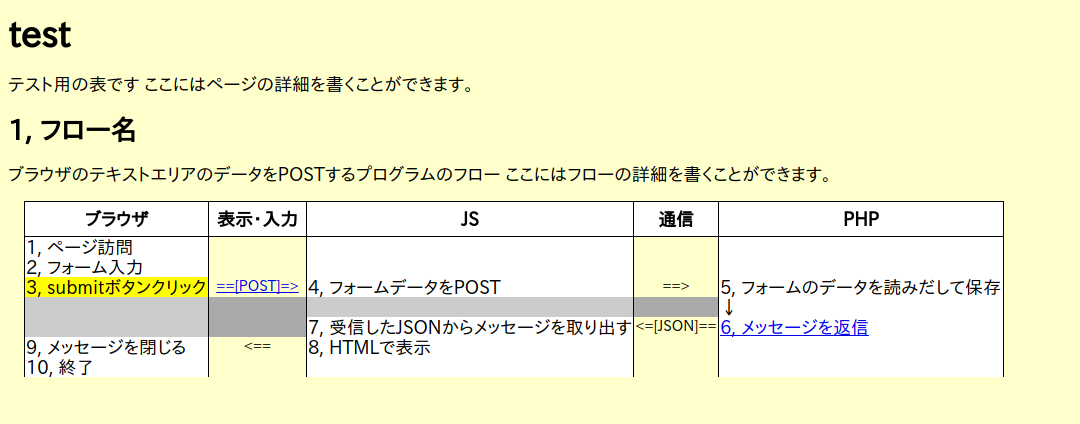 test
テスト用の表です ここにはページの詳細を書くことができます。
1, フロー名
ブラウザのテキストエリアのデータをPOSTするプログラムのフロー ここにはフローの詳細を書くことができます。
ブラウザ 表示・入力 JS 通信 PHP
1, ページ訪問
2, フォーム入力
3, submitボタンクリック ==[POST]=> 4, フォームデータをPOST ==> 5, フォームのデータを読みだして保存
↓
7, 受信したJSONからメッセージを取り出す <=[JSON]== 6, メッセージを返信
9, メッセージを閉じる <== 8, HTMLで表示
10, 終了